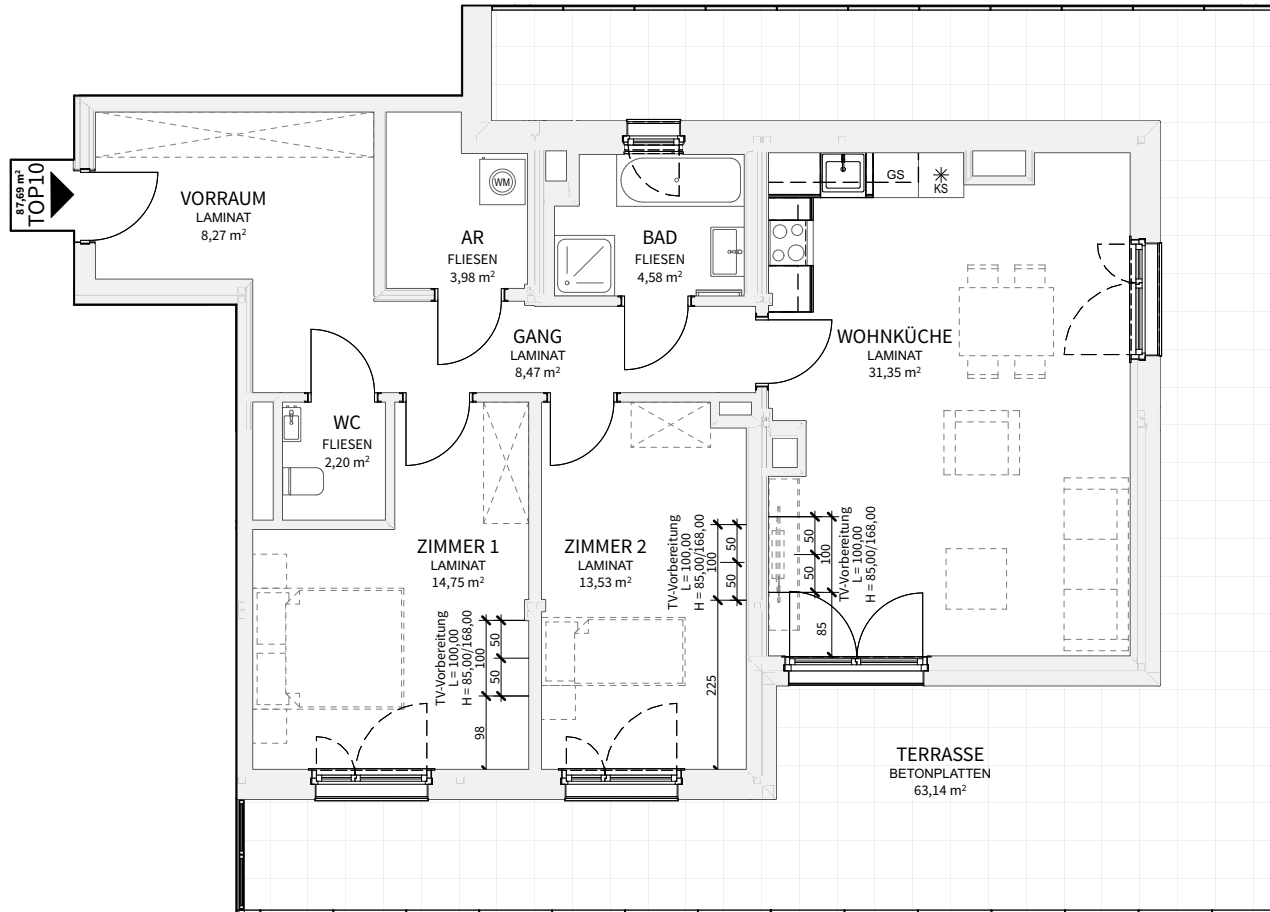 87,69 m²
TOP10
VORRAUM
LAMINAT
8,27 m²
WM
AR
FLIESEN
3,98 m²
BAD
FLIESEN
4,58 m²
GS
KS
GANG
LAMINAT
8,47 m²
WOHNKÜCHE
LAMINAT
31,35 m²
WC
FLIESEN
2,20 m²
ZIMMER 1
LAMINAT
14,75 m²
TV-Vorbereitung
L = 100,00
H = 85,00/168,00
100
50
50
98
ZIMMER 2
LAMINAT
13,53 m²
TV-Vorbereitung
L = 100,00
H = 85,00/168,00
100
50
50
225
50
50
100
TV-Vorbereitung
L = 100,00
H = 85,00/168,00
85
TERRASSE
BETONPLATTEN
63,14 m²